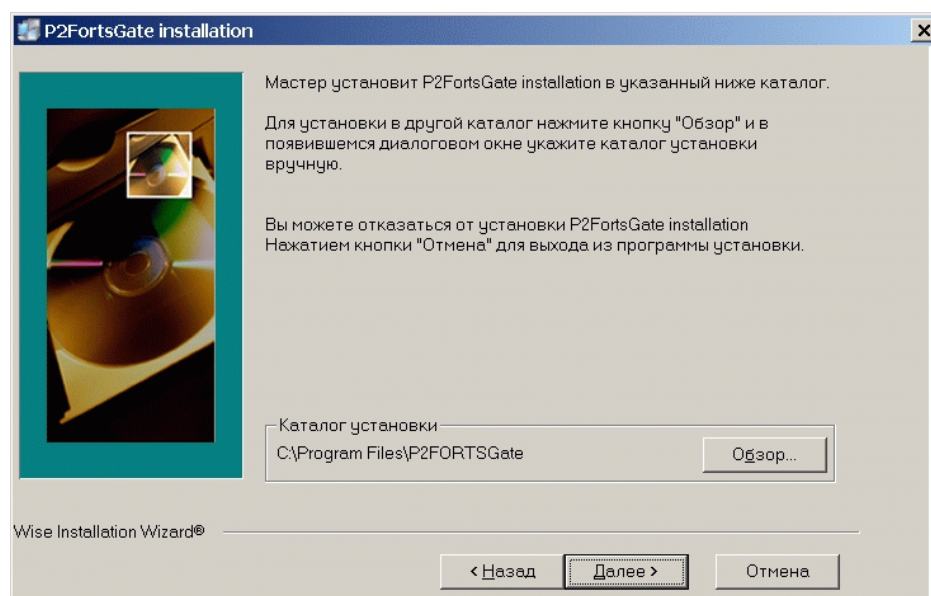 P2FortsGate installation
Мастер установит P2FortsGate installation в указанный ниже каталог.
Для установки в другой каталог нажмите кнопку "Обзор" и в
появившемся диалоговом окне укажите каталог установки
вручную.
Вы можете отказаться от установки P2FortsGate installation
Нажатием кнопки "Отмена" для выхода из программы установки.
Каталог установки
C:\Program Files\P2FORTSGate
Обзор...
Wise Installation Wizard®
< Назад
Далее >
Отмена